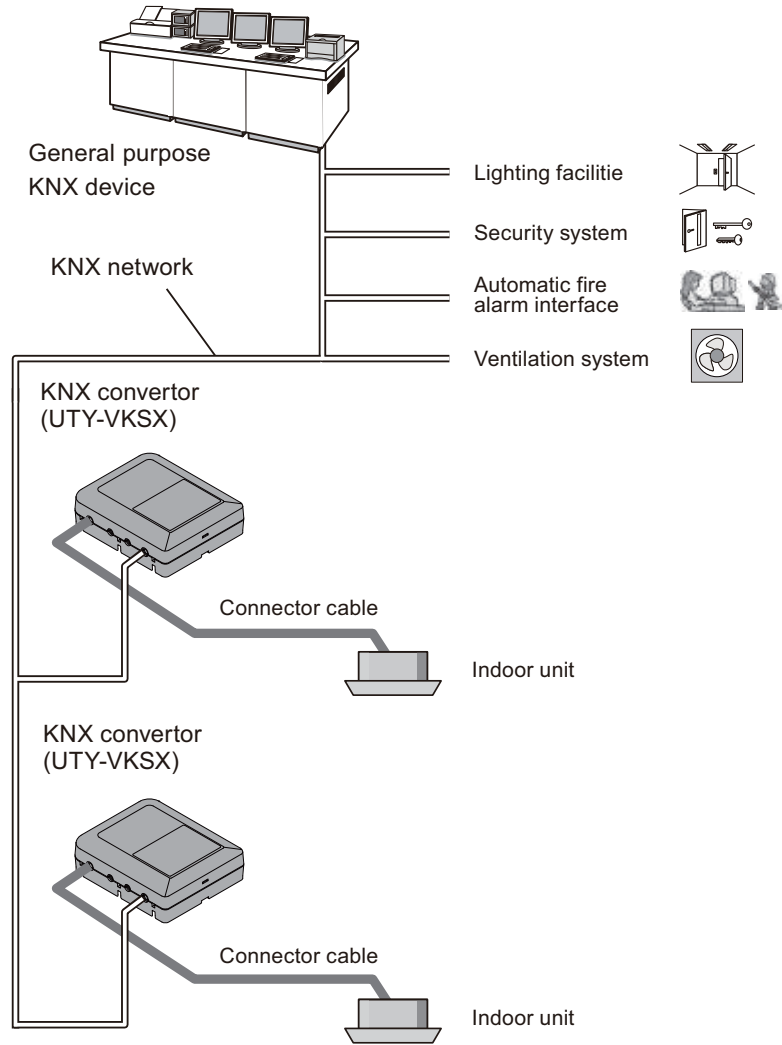 General purpose
KNX device
Lighting facilitie
Security system
KNX network
Automatic fire
alarm interface
Ventilation system
KNX convertor
(UTY-VKSX)
Connector cable
Indoor unit
KNX convertor
(UTY-VKSX)
Connector cable
Indoor unit